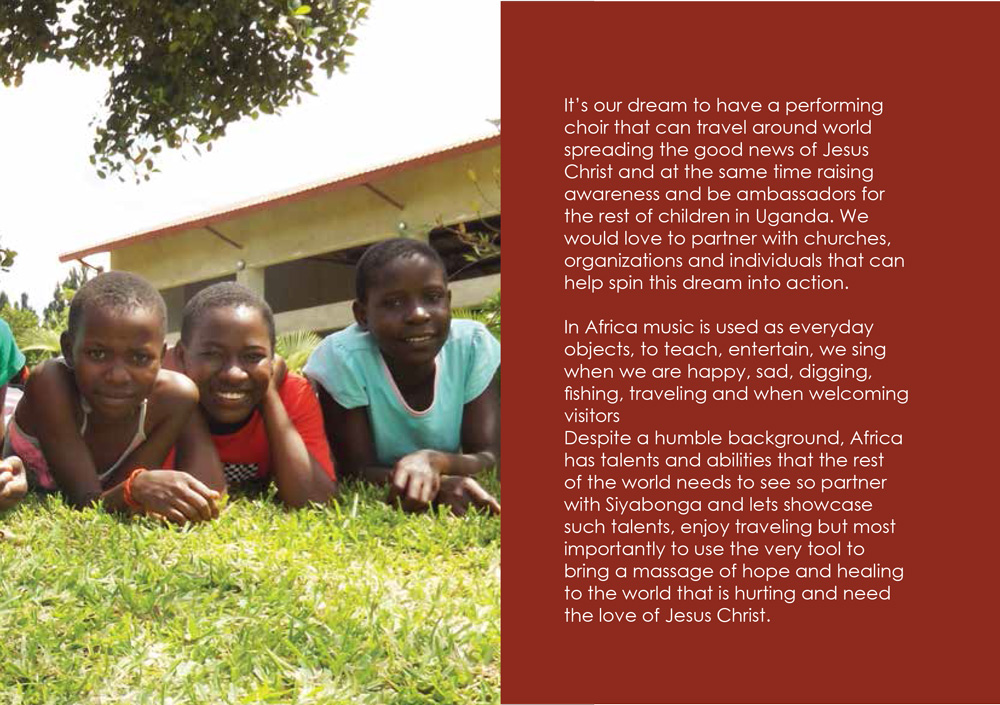 It's our dream to have a performing
choir that can travel around world
spreading the good news of Jesus
Christ and at the same time raising
awareness and be ambassadors for
the rest of children in Uganda. We
would love to partner with churches,
organizations and individuals that can
help spin this dream into action.
In Africa music is used as everyday
objects, to teach, entertain, we sing
when we are happy, sad, digging,
fishing, traveling and when welcoming
visitors
Despite a humble background, Africa
has talents and abilities that the rest
of the world needs to see so partner
with Siyabonga and lets showcase
such talents, enjoy traveling but most
importantly to use the very tool to
bring a massage of hope and healing
to the world that is hurting and need
the love of Jesus Christ.